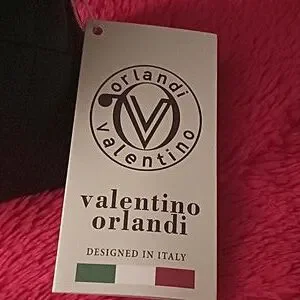 orlandi
V
valentino
valentino
orlandi
DESIGNED IN ITALY